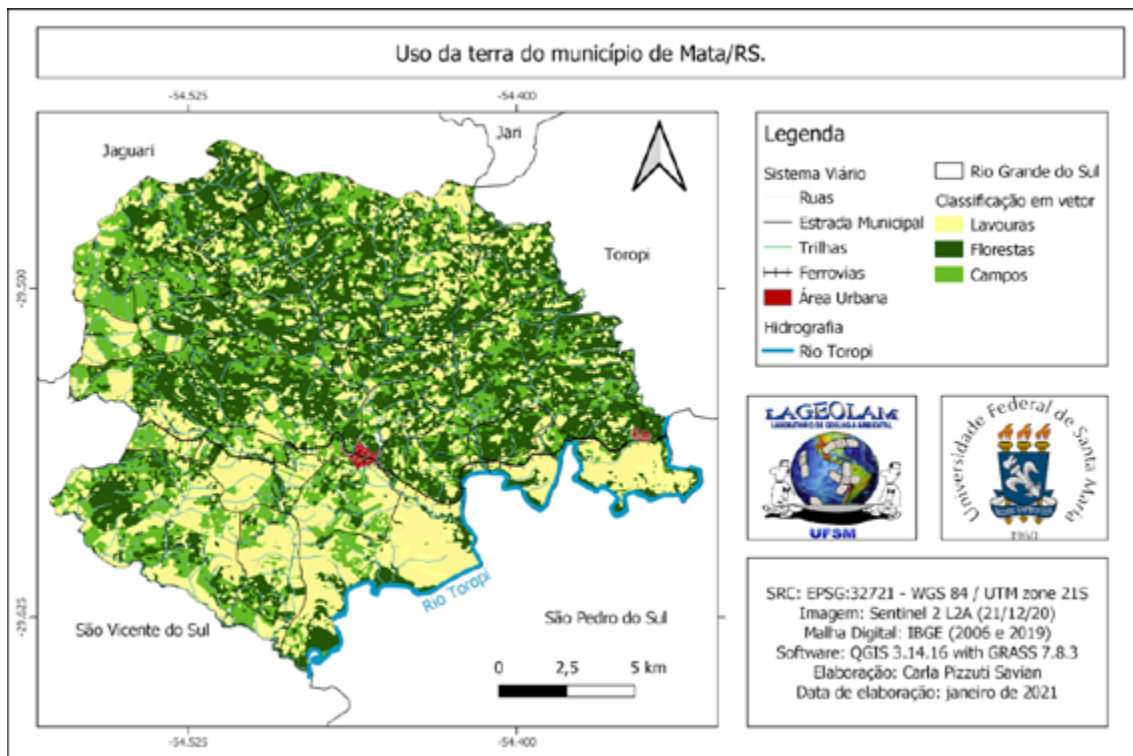 Uso da terra do município de Mata/RS.
-54.525
-54.400
Jaguari
Jari
Toropi
-29.500
-29.625
Rio Toropi
São Vicente do Sul
São Pedro do Sul
0 2,5 5 km
-54.525
-54.400
Legenda
Sistema Viário
Ruas
Estrada Municipal
Trilhas
Ferrovias
Área Urbana
Hidrografia
Rio Toropi
Rio Grande do Sul
Classificação em vetor
Lavouras
Florestas
Campos
LAGEOLAM
LABORATÓRIO DE GEOLOGIA AMBIENTAL
UFSM
Universidade Federal de Santa Maria
1960
SRC: EPSG:32721 - WGS 84 / UTM zone 21S
Imagem: Sentinel 2 L2A (21/12/20)
Malha Digital: IBGE (2006 e 2019)
Software: QGIS 3.14.16 with GRASS 7.8.3
Elaboração: Carla Pizzuti Savian
Data de elaboração: janeiro de 2021